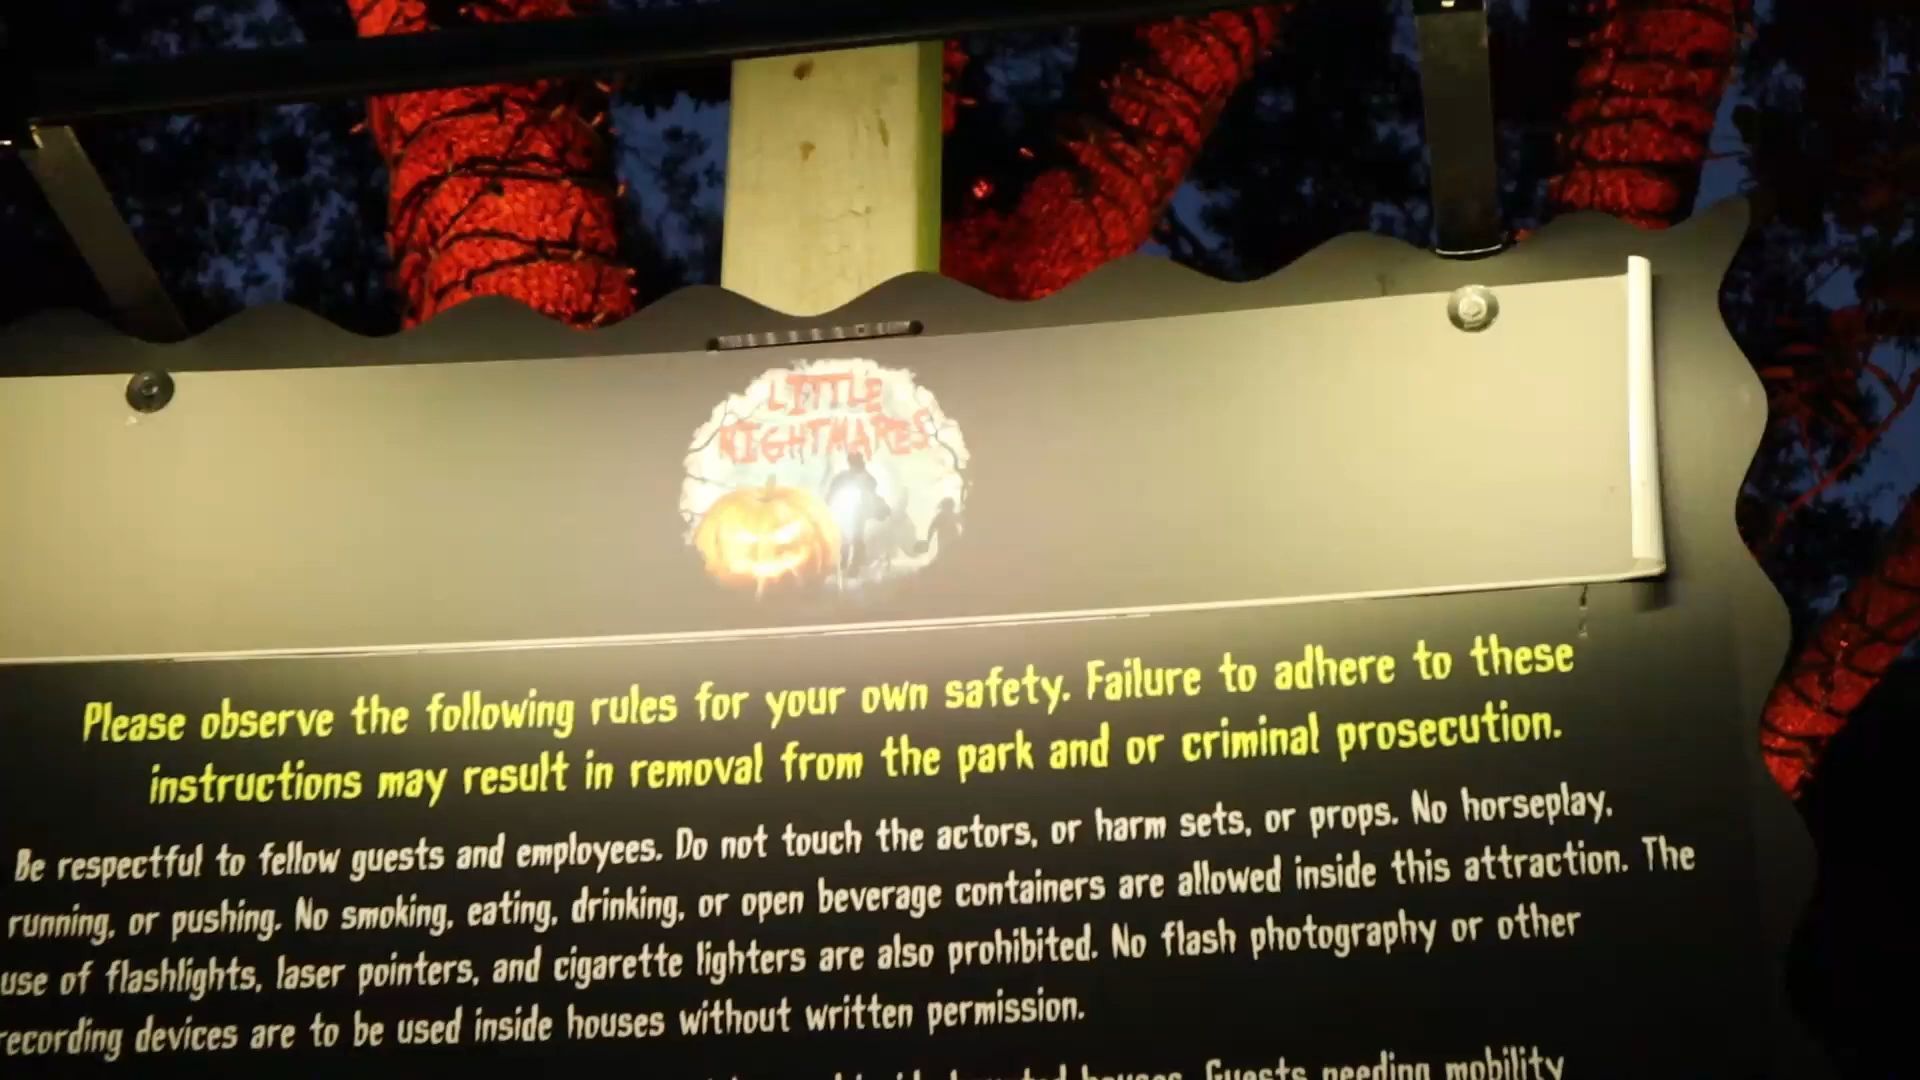 LITTLE
NIGHTMARES
Please observe the following rules for your own safety. Failure to adhere to these
instructions may result in removal from the park and or criminal prosecution.
Be respectful to fellow guests and employees. Do not touch the actors, or harm sets, or props. No horseplay,
running, or pushing. No smoking, eating, drinking, or open beverage containers are allowed inside this attraction. The
use of flashlights, laser pointers, and cigarette lighters are also prohibited. No flash photography or other
recording devices are to be used inside houses without written permission.
houses. Guests needing mobility